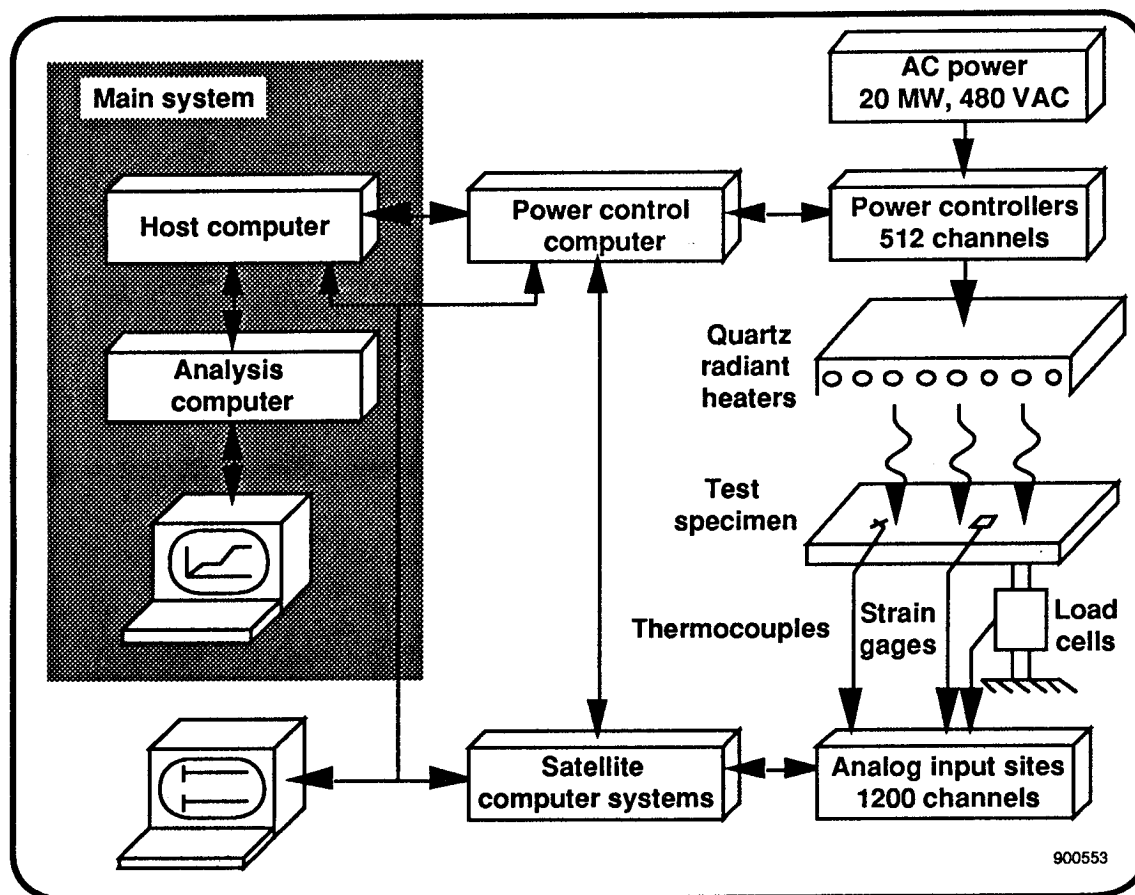 Main system
AC power
20 MW, 480 VAC
Host computer
Power control
computer
Power controllers
512 channels
Analysis
computer
Quartz
radiant
heaters
Test
specimen
Thermocouples
Strain
gages
Load
cells
Satellite
computer systems
Analog input sites
1200 channels
900553